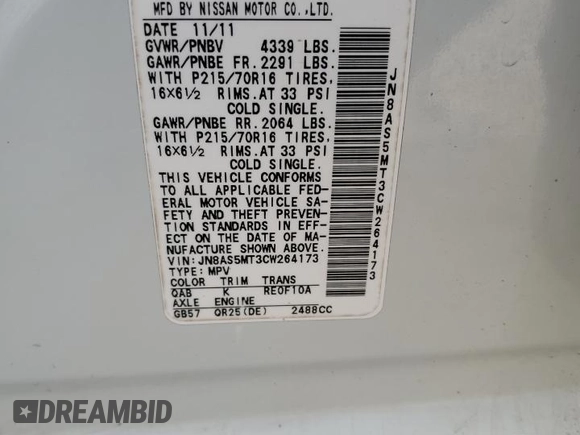 MFD BY NISSAN MOTOR CO.,LTD.
DATE 11/11
GVWR/PNBV 4339 LBS.
GAWR/PNBE FR.2291 LBS.
WITH P215/70R16 TIRES,
16X6½ RIMS.AT 33 PSI
COLD SINGLE.
GAWR/PNBE RR.2064 LBS.
WITH P215/70R16 TIRES,
16X6½ RIMS.AT 33 PSI
COLD SINGLE.
THIS VEHICLE CONFORMS
TO ALL APPLICABLE FED-
ERAL MOTOR VEHICLE SA-
FETY AND THEFT PREVEN-
TION STANDARDS IN EFF-
ECT ON THE DATE OF MA-
NUFACTURE SHOWN ABOVE.
VIN:JN8AS5MT3CW264173
TYPE:MPV
COLOR TRIM TRANS
QAB K RE0F10A
AXLE ENGINE
GB57 QR25(DE) 2488CC
JN8AS5MT3CW264173
DREAMBID